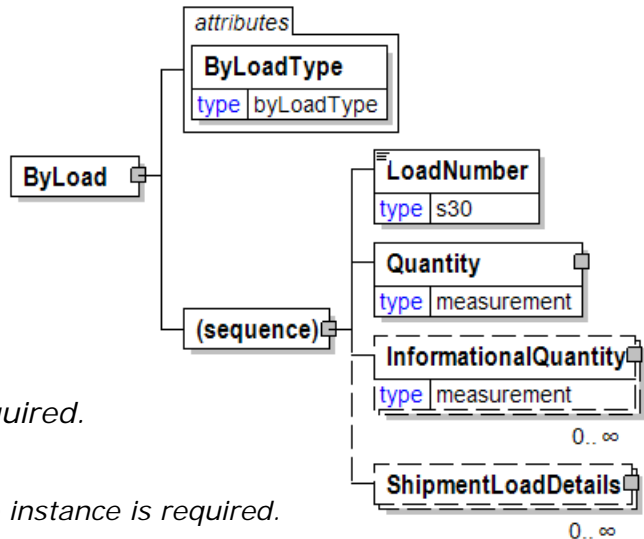 attributes
ByLoadType
type byLoadType
ByLoad
LoadNumber
type s30
Quantity
type measurement
(sequence)
InformationalQuantity
type measurement
0.. ∞
uired.
ShipmentLoadDetails
instance is required.
0.. ∞